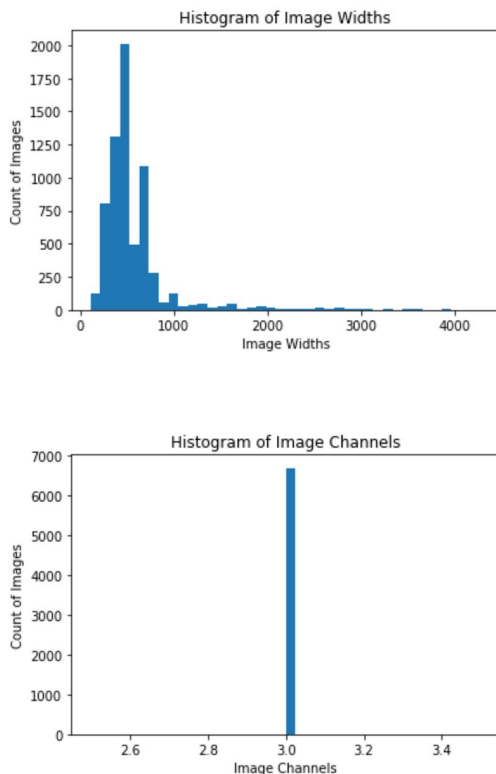 Histogram of Image Widths
2000
1750
1500
1250
1000
750
500
250
0
Count of Images
0 1000 2000 3000 4000
Image Widths
Histogram of Image Channels
7000
6000
5000
4000
3000
2000
1000
0
Count of Images
2.6 2.8 3.0 3.2 3.4
Image Channels